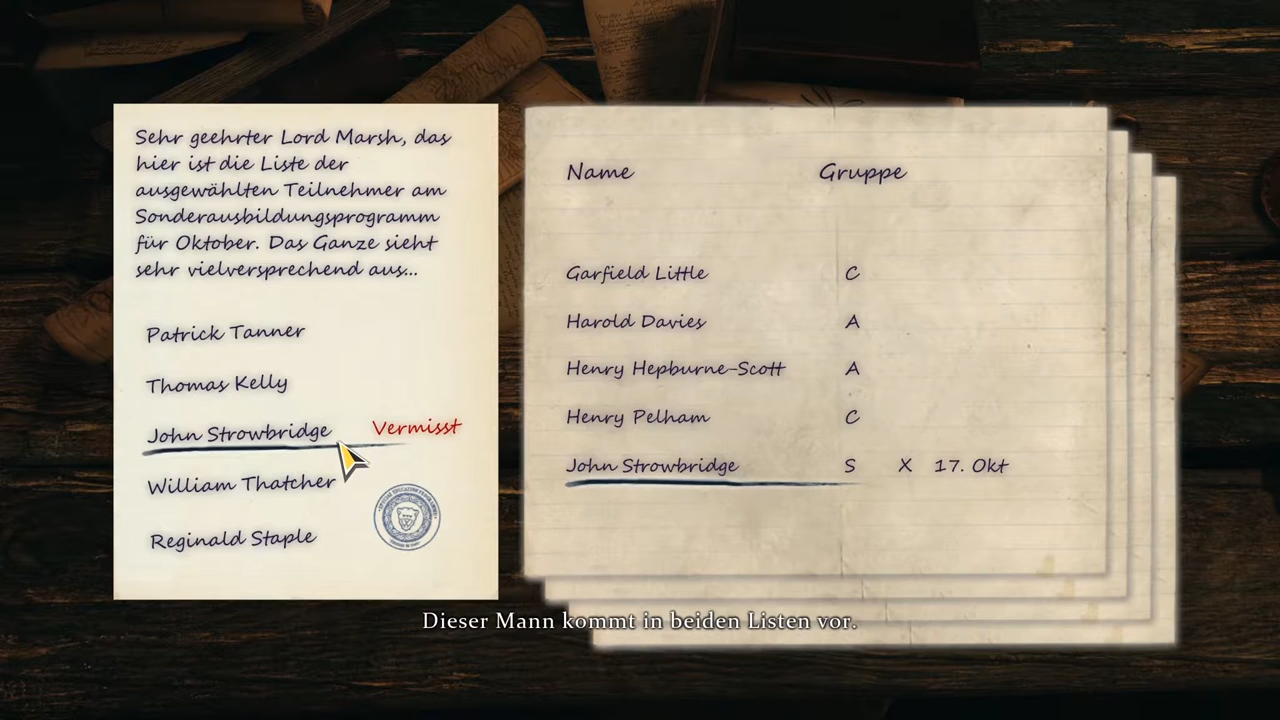 Sehr geehrter Lord Marsh, das
hier ist die Liste der
ausgewählten Teilnehmer am
Sonderausbildungsprogramm
für Oktober. Das Ganze sieht
sehr vielversprechend aus...
Patrick Tanner
Thomas Kelly
John Strowbridge Vermisst
William Thatcher
Reginald Staple
Name Gruppe
Garfield Little C
Harold Davies A
Henry Hepburne-Scott A
Henry Pelham C
John Strowbridge S X 17. Okt
Dieser Mann kommt in beiden Listen vor.